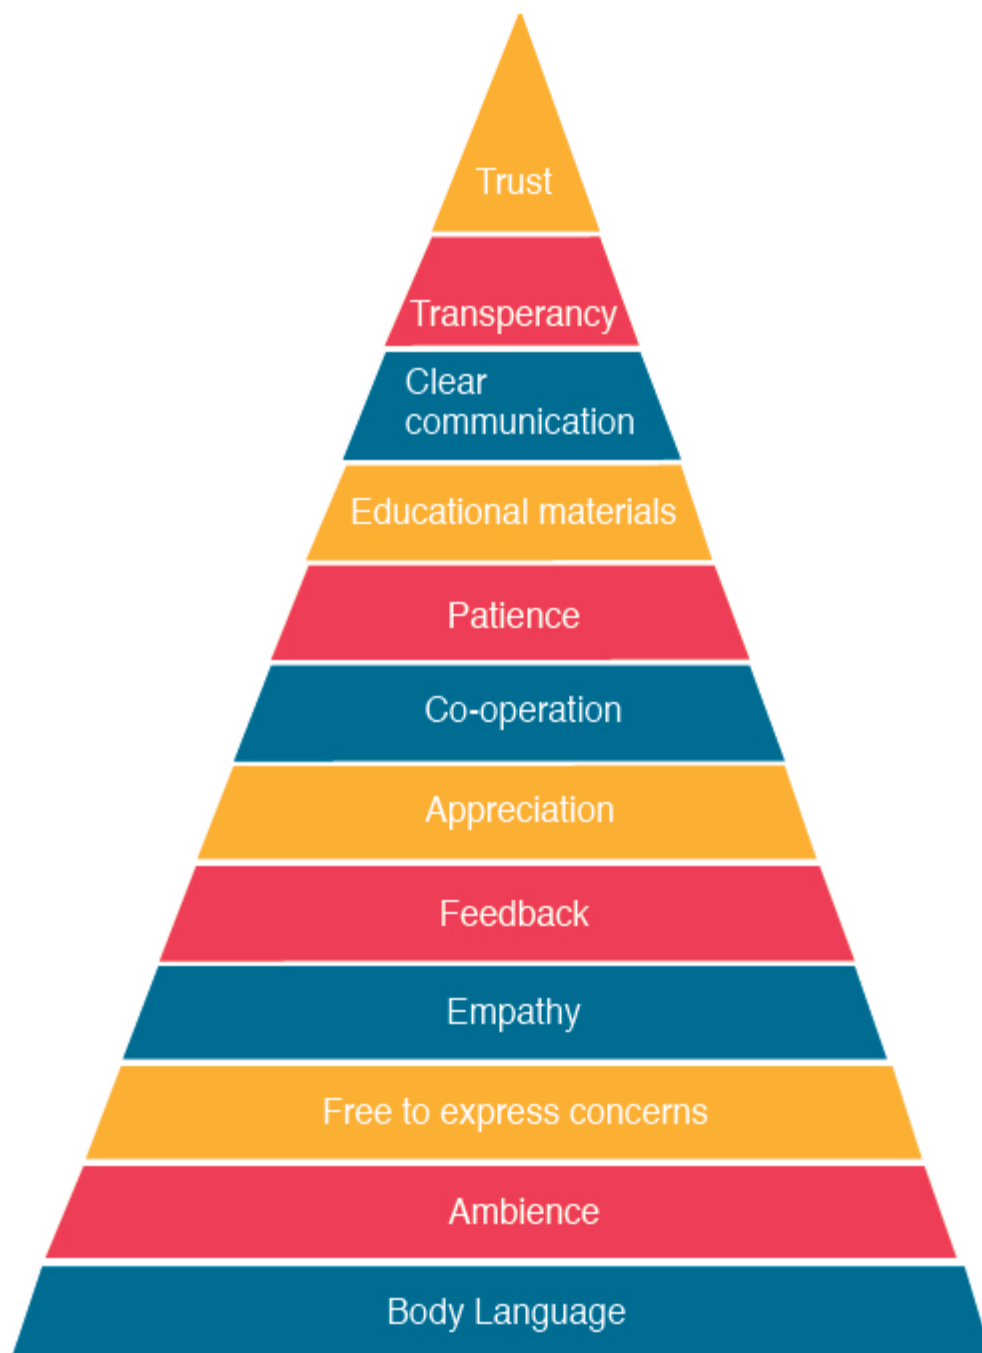 Trust
Transperancy
Clear
communication
Educational materials
Patience
Co-operation
Appreciation
Feedback
Empathy
Free to express concerns
Ambience
Body Language